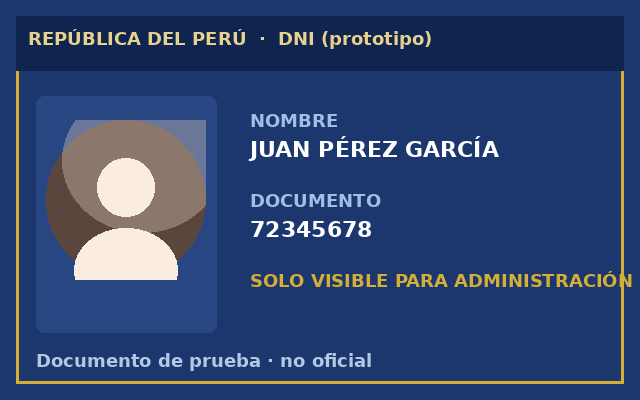 REPÚBLICA DEL PERÚ · DNI (prototipo)
NOMBRE
JUAN PÉREZ GARCÍA
DOCUMENTO
72345678
SOLO VISIBLE PARA ADMINISTRACIÓN
Documento de prueba · no oficial